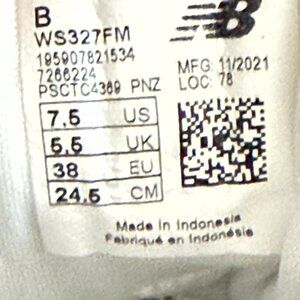 B
WS327FM
195907821534
7266224
PSCTC4369 PNZ
MFG: 11/2021
LOC: 78
7.5 US
5.5 UK
38 EU
24.5 CM
Made in Indonesia
Fabriqué en Indonésie